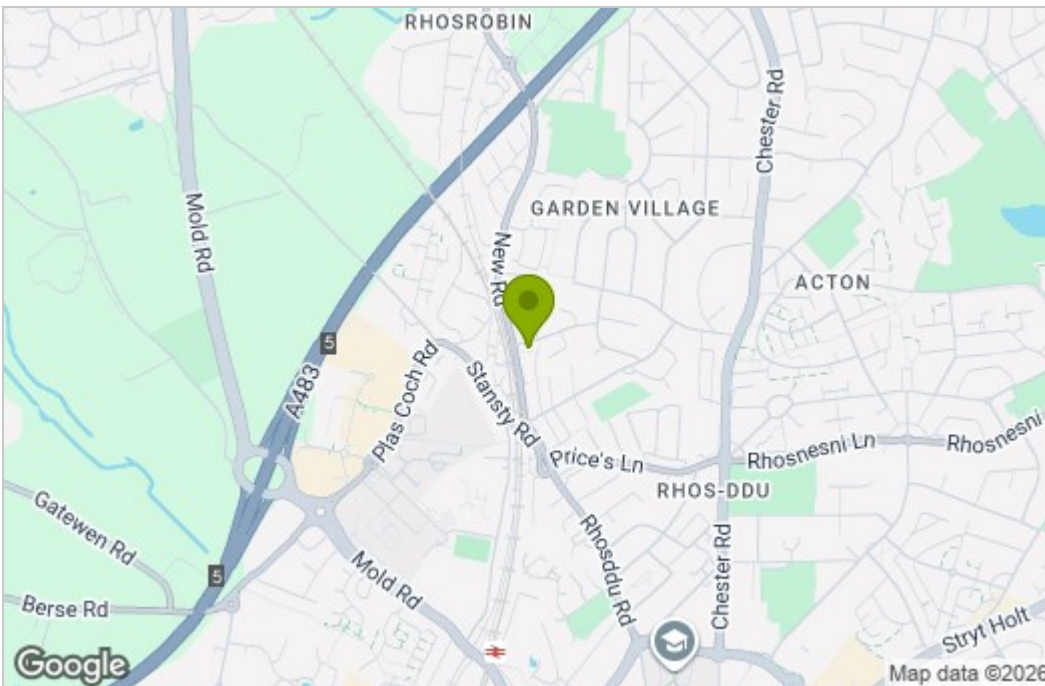 RHOSROBIN
Chester Rd
Mold Rd
GARDEN VILLAGE
New Rd
ACTON
5
A483
Plas Coch Rd
Stansty Rd
Price's Ln
Rhosnesni Ln
Rhosnesni
RHOS-DDU
Gatewen Rd
Rhosddu Rd
Chester Rd
5
Mold Rd
Berse Rd
Stryt Holt
Google
Map data ©2026